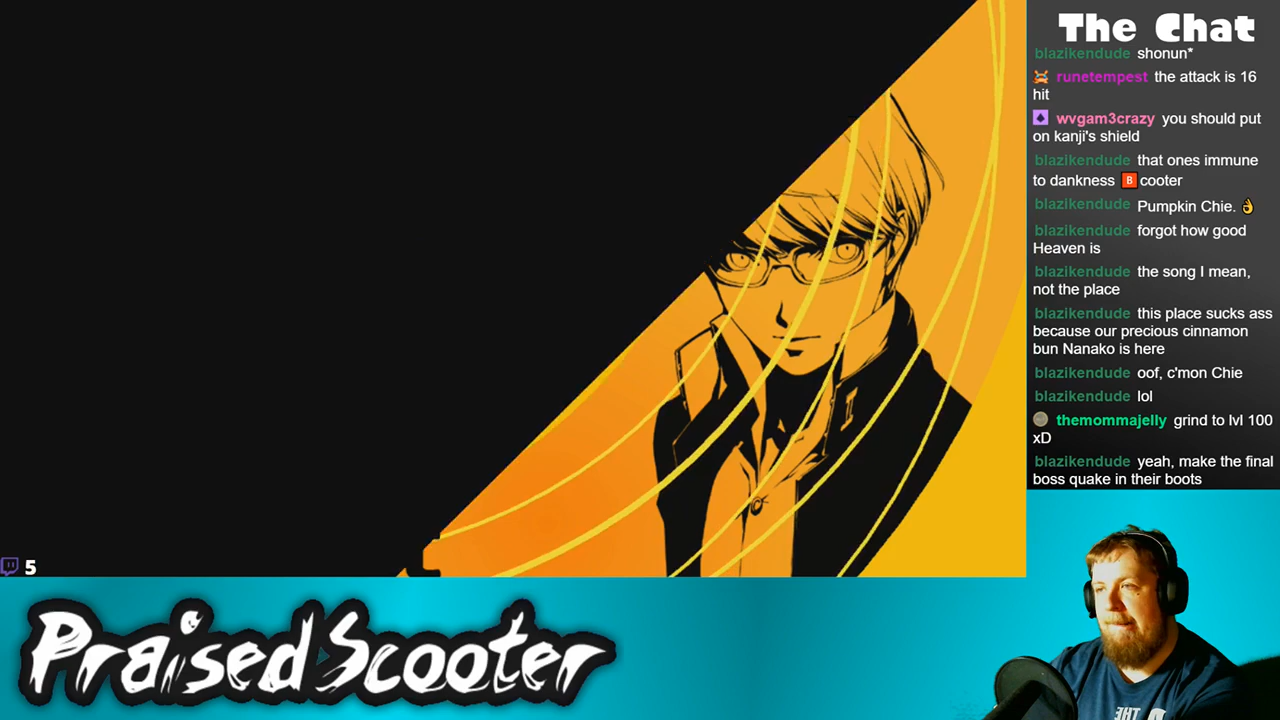 The Chat
blazikendude shonun*
runetempest the attack is 16
hit
wvgam3crazy you should put
on kanji's shield
blazikendude that ones immune
to dankness B cooter
blazikendude Pumpkin Chie. 👌
blazikendude forgot how good
Heaven is
blazikendude the song I mean,
not the place
blazikendude this place sucks ass
because our precious cinnamon
bun Nanako is here
blazikendude oof, c'mon Chie
blazikendude lol
themommajelly grind to lvl 100
xD
blazikendude yeah, make the final
boss quake in their boots
5
PraisedScooter
THE